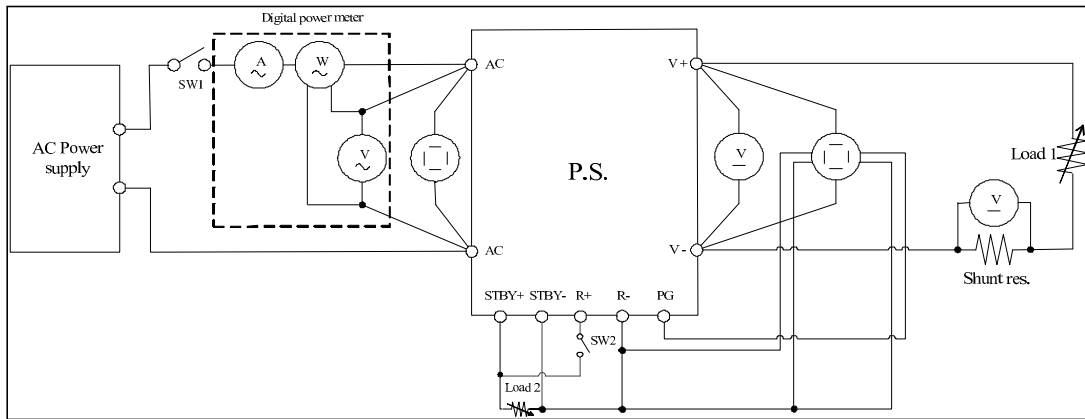 Digital power meter
A
W
SW1
AC
V+
AC Power
supply
V
V
P.S.
Load 1
V
AC
V-
Shunt res.
STBY+ STBY- R+ R- PG
SW2
Load 2